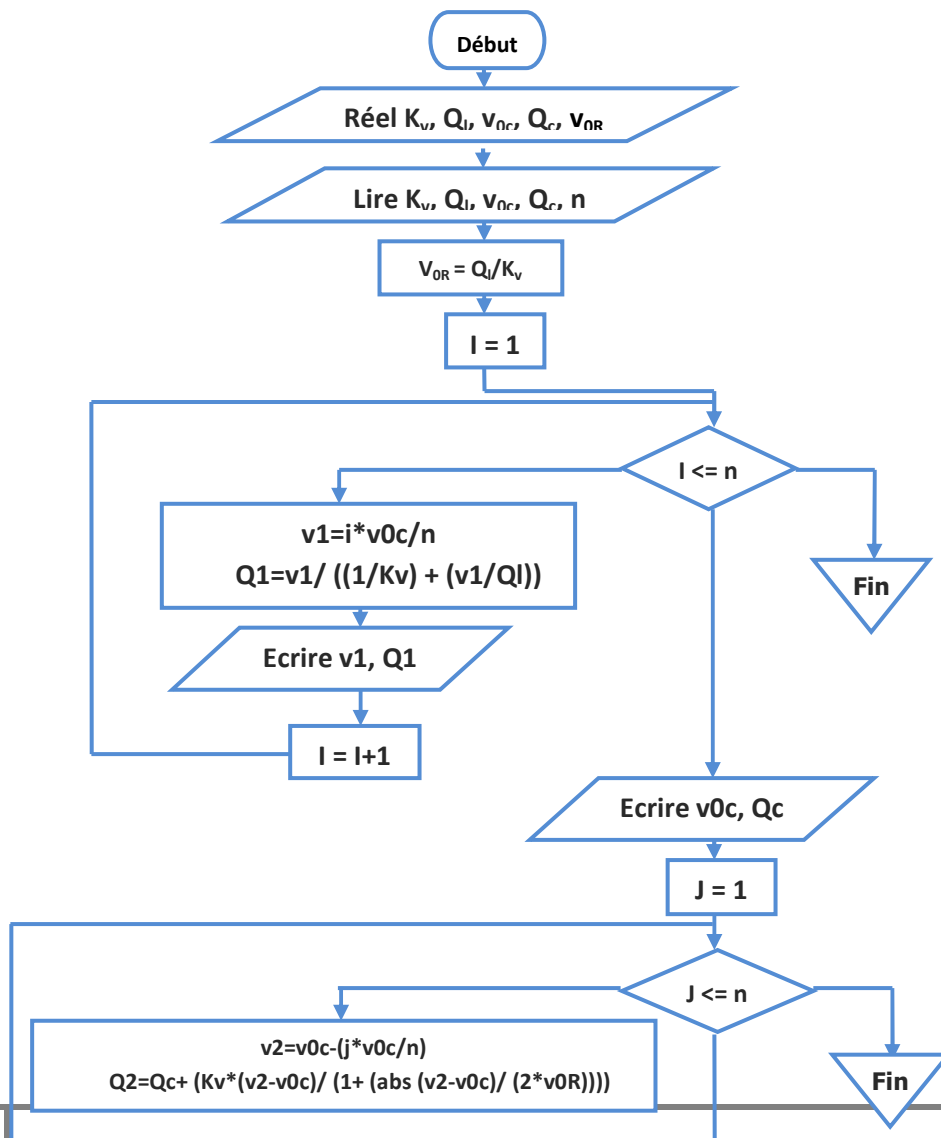 Début
Réel Kv, Ql, v0c, Qc, v0R
Lire Kv, Ql, v0c, Qc, n
V0R = Ql/Kv
I = 1
I <= n
v1=i*v0c/n
Q1=v1/ ((1/Kv) + (v1/Ql))
Fin
Ecrire v1, Q1
I = I+1
Ecrire v0c, Qc
J = 1
J <= n
v2=v0c-(j*v0c/n)
Q2=Qc+ (Kv*(v2-v0c)/ (1+ (abs (v2-v0c)/ (2*v0R))))
Fin